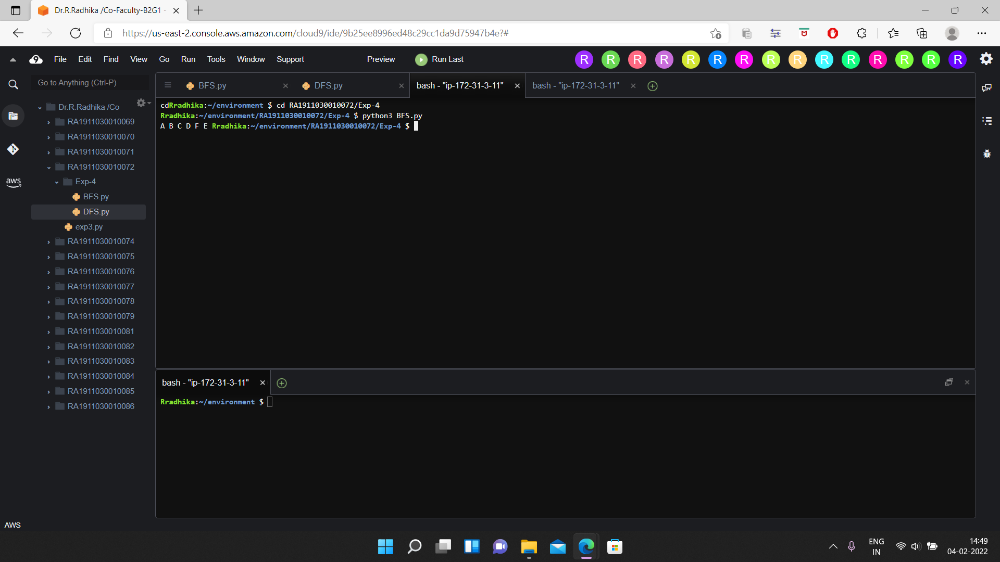 Dr.R.Radhika /Co-Faculty-B2G1 -
https://us-east-2.console.aws.amazon.com/cloud9/ide/9b25ee8996ed48c29cc1da9d75947b4e?#
9 File Edit Find View Go Run Tools Window Support Preview Run Last R R R R R R R R R R R R R R R
Go to Anything (Ctrl-P)
BFS.py DFS.py bash - "ip-172-31-3-11" bash - "ip-172-31-3-11"
Dr.R.Radhika /Co
RA1911030010069
RA1911030010070
RA1911030010071
RA1911030010072
Exp-4
BFS.py
DFS.py
exp3.py
RA1911030010074
RA1911030010075
RA1911030010076
RA1911030010077
RA1911030010078
RA1911030010079
RA1911030010081
RA1911030010082
RA1911030010083
RA1911030010084
RA1911030010085
RA1911030010086
aws
cdRradhika:~/environment $ cd RA1911030010072/Exp-4
Rradhika:~/environment/RA1911030010072/Exp-4 $ python3 BFS.py
A B C D F E Rradhika:~/environment/RA1911030010072/Exp-4 $
bash - "ip-172-31-3-11"
Rradhika:~/environment $
AWS
ENG
IN
14:49
04-02-2022